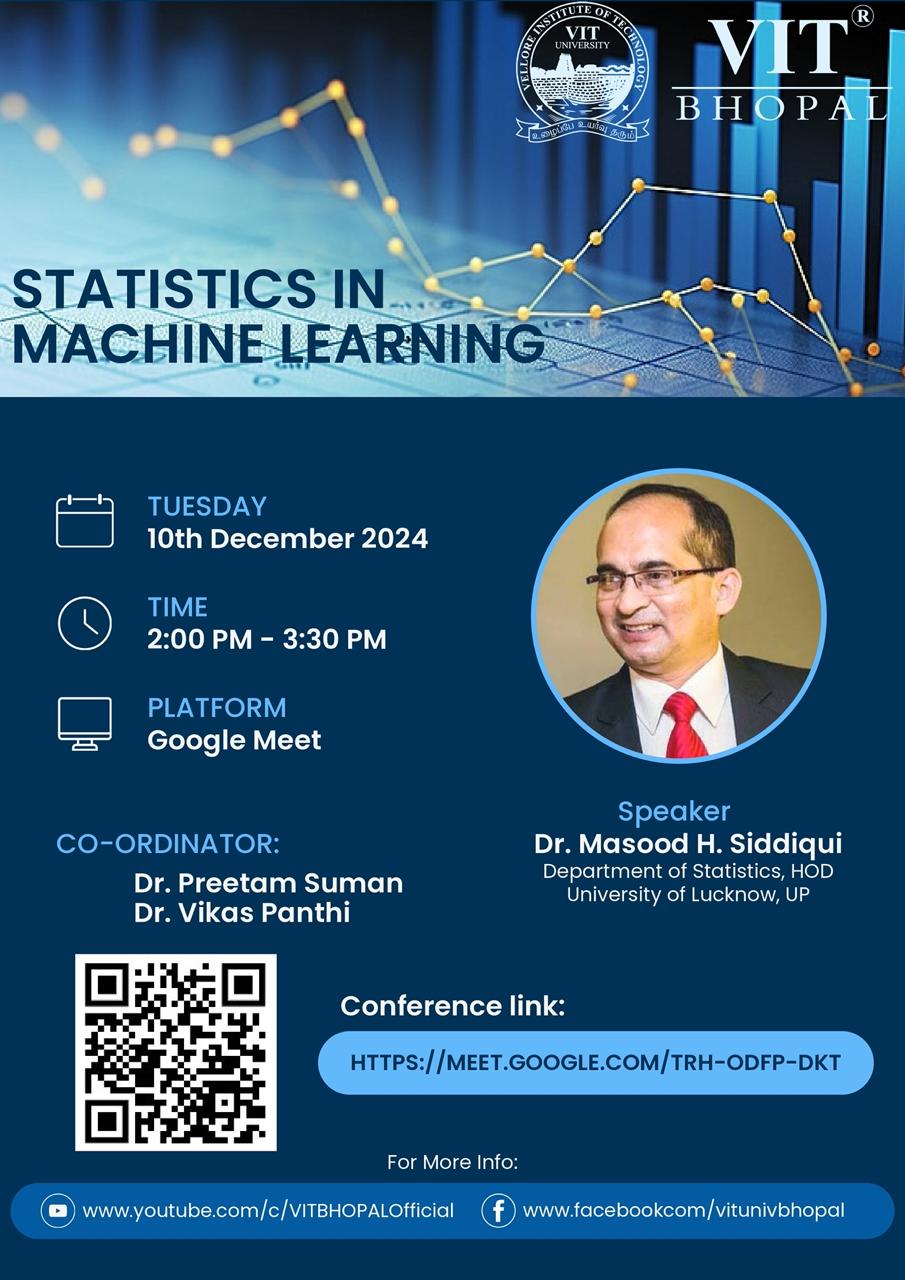 VELLORE INSTITUTE OF TECHNOLOGY
VIT
UNIVERSITY
உழைப்பே உயர்வு தரும்
VIT®
BHOPAL
STATISTICS IN
MACHINE LEARNING
TUESDAY
10th December 2024
TIME
2:00 PM - 3:30 PM
PLATFORM
Google Meet
Speaker
Dr. Masood H. Siddiqui
Department of Statistics, HOD
University of Lucknow, UP
CO-ORDINATOR:
Dr. Preetam Suman
Dr. Vikas Panthi
Conference link:
HTTPS://MEET.GOOGLE.COM/TRH-ODFP-DKT
For More Info:
www.youtube.com/c/VITBHOPALOfficial
www.facebookcom/vitunivbhopal